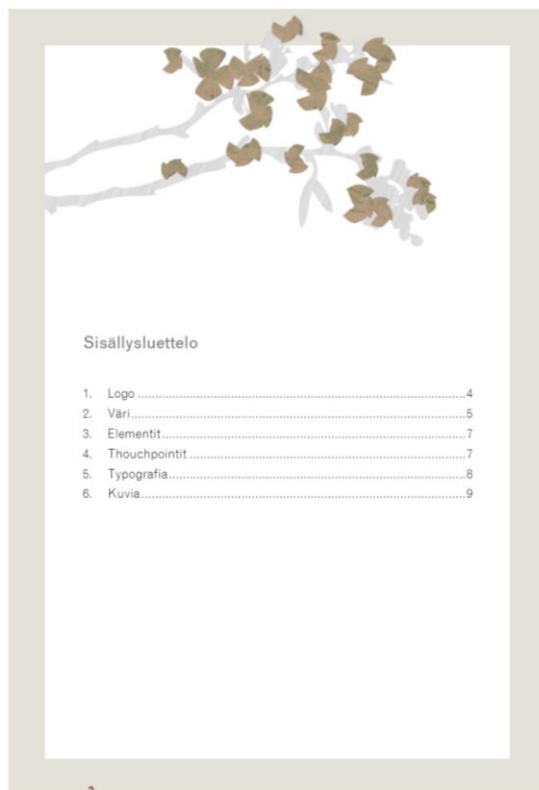 Sisällysluettelo
1. Logo ........ 4
2. Väri ........ 5
3. Elementit ........ 7
4. Thouchpointit ........ 7
5. Typografia ........ 8
6. Kuvia ........ 9